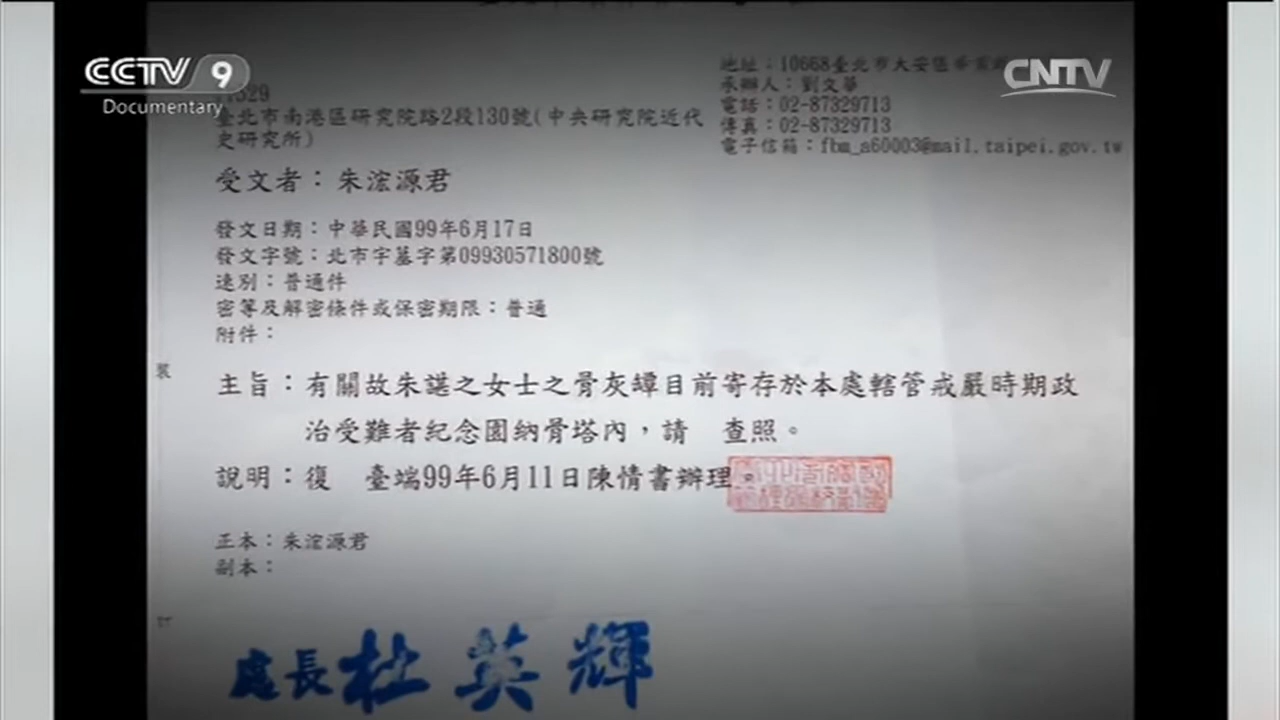 CCTV 9
Documentary
CNTV
地址：10668臺北市大安區
承辦人：劉文華
電話：02-87329713
傳真：02-87329713
電子信箱：fbm_a60003@mail.taipei.gov.tw
臺北市南港區研究院路2段130號(中央研究院近代
史研究所)
受文者：朱浤源君
發文日期：中華民國99年6月17日
發文字號：北市宇墓字第09930571800號
速別：普通件
密等及解密條件或保密期限：普通
附件：
裝
主旨：有關故朱諶之女士之骨灰罈目前寄存於本處轄管戒嚴時期政
治受難者紀念園納骨塔內，請 查照。
說明：復 臺端99年6月11日陳情書辦理。
正本：朱浤源君
副本：
訂
處長 杜英輝